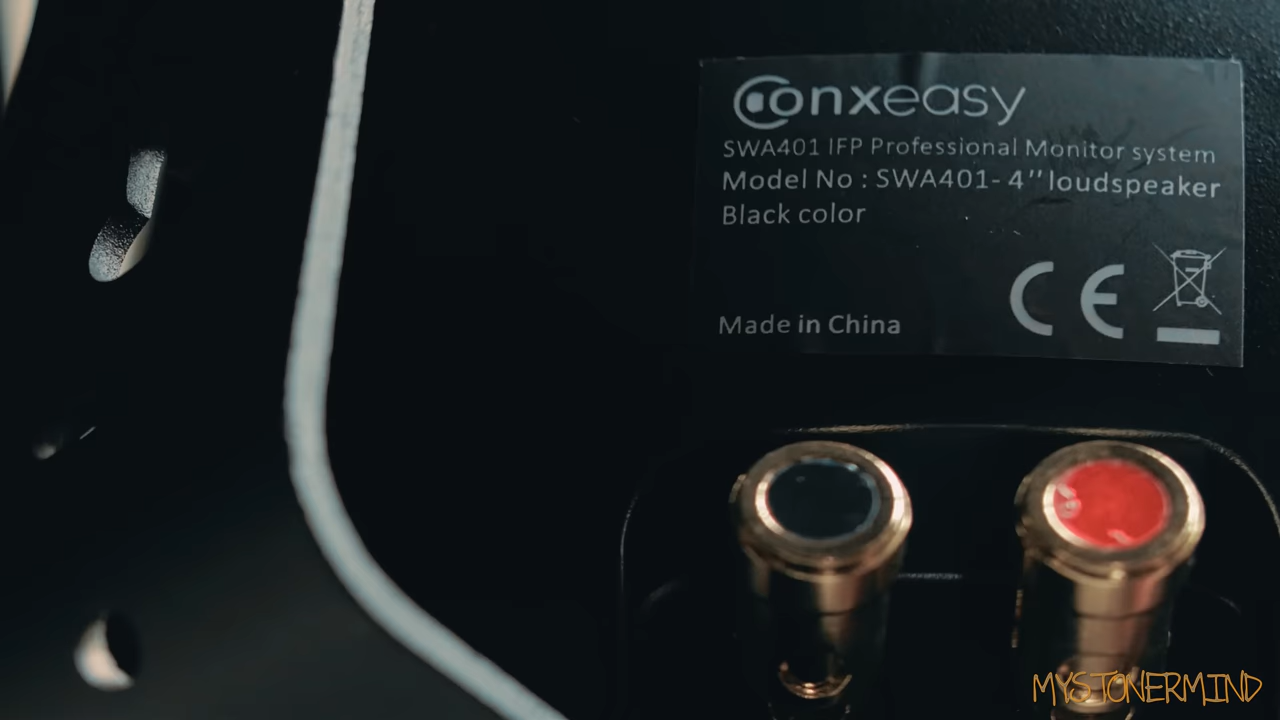 Conxeasy
SWA401 IFP Professional Monitor system
Model No : SWA401- 4" loudspeaker
Black color
Made in China
CE
MYSTONERMIND